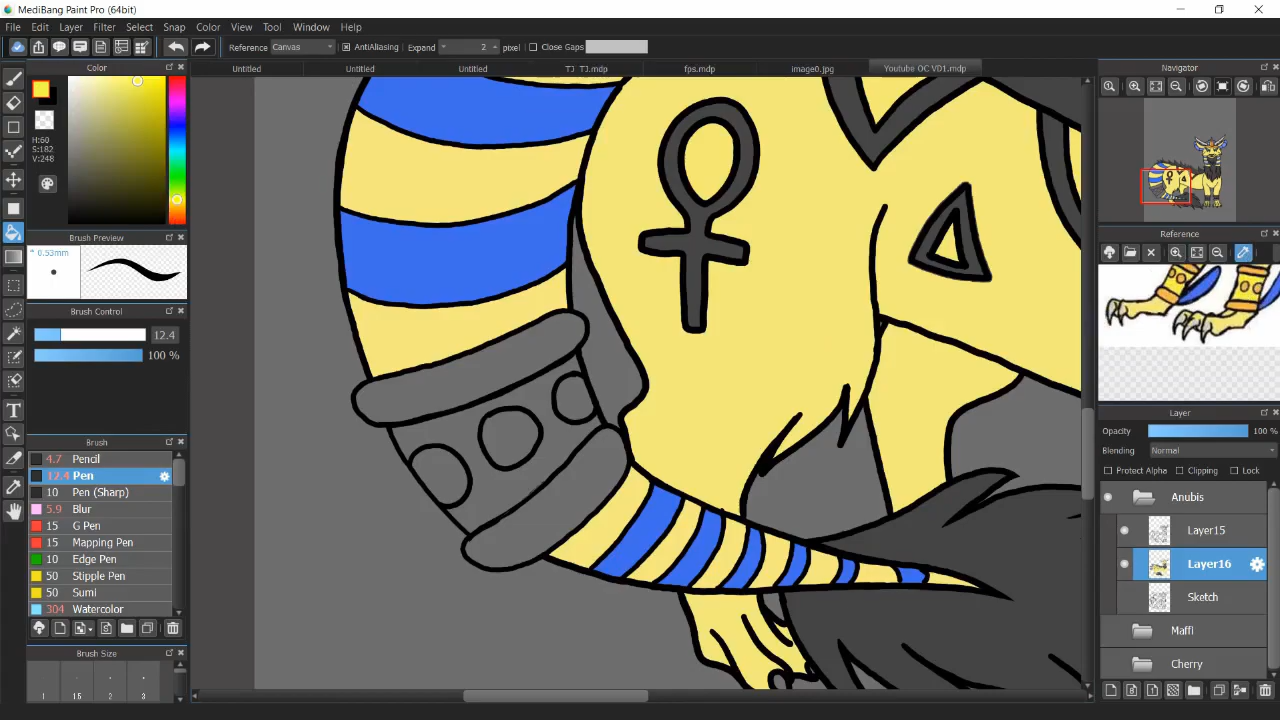 MediBang Paint Pro (64bit)
File Edit Layer Filter Select Snap Color View Tool Window Help
Reference Canvas AntiAliasing Expand 2 pixel Close Gaps
Color Untitled Untitled Untitled TJ TJ.mdp fps.mdp image0.jpg Youtube OC VD1.mdp Navigator
H:60
S:182
V:248
Brush Preview
* 0.53mm
Reference
Brush Control
12.4
100 %
Layer
Opacity 100 %
Blending Normal
Protect Alpha Clipping Lock
Brush
4.7 Pencil
12.4 Pen
10 Pen (Sharp)
5.9 Blur
15 G Pen
15 Mapping Pen
10 Edge Pen
50 Stipple Pen
50 Sumi
304 Watercolor
Anubis
Layer15
Layer16
Sketch
Maffi
Cherry
Brush Size
1 1.5 2 3